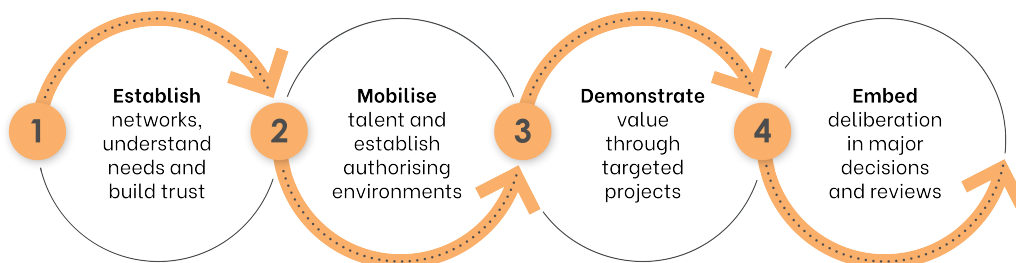 1
Establish
networks,
understand
needs and
build trust
2
Mobilise
talent and
establish
authorising
environments
3
Demonstrate
value
through
targeted
projects
4
Embed
deliberation
in major
decisions
and reviews